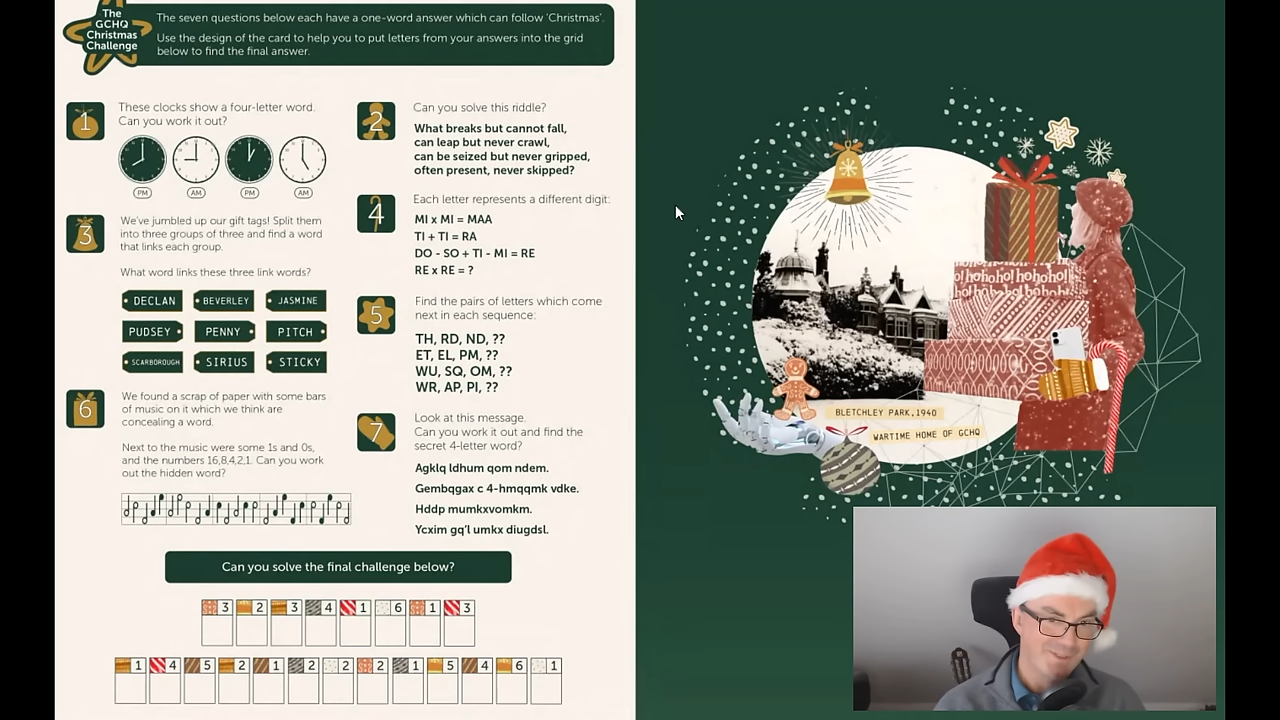 The
GCHQ
Christmas
Challenge
The seven questions below each have a one-word answer which can follow 'Christmas'.
Use the design of the card to help you to put letters from your answers into the grid
below to find the final answer.
1
These clocks show a four-letter word.
Can you work it out?
PM AM PM AM
2
Can you solve this riddle?
What breaks but cannot fall,
can leap but never crawl,
can be seized but never gripped,
often present, never skipped?
3
We've jumbled up our gift tags! Split them
into three groups of three and find a word
that links each group.
What word links these three link words?
DECLAN BEVERLEY JASMINE
PUDSEY PENNY PITCH
SCARBOROUGH SIRIUS STICKY
4
Each letter represents a different digit:
MI x MI = MAA
TI + TI = RA
DO - SO + TI - MI = RE
RE x RE = ?
5
Find the pairs of letters which come
next in each sequence:
TH, RD, ND, ??
ET, EL, PM, ??
WU, SQ, OM, ??
WR, AP, PI, ??
6
We found a scrap of paper with some bars
of music on it which we think are
concealing a word.
Next to the music were some 1s and 0s,
and the numbers 16,8,4,2,1. Can you work
out the hidden word?
7
Look at this message.
Can you work it out and find the
secret 4-letter word?
Agklq ldhum qom ndem.
Gembqgax c 4-hmqqmk vdke.
Hddp mumkxvomkm.
Ycxim gq'l umkx diugdsl.
Can you solve the final challenge below?
3 2 3 4 1 6 1 3
1 4 5 2 1 2 2 2 1 5 4 6 1
hohohoho!
BLETCHLEY PARK,1940
WARTIME HOME OF GCHQ